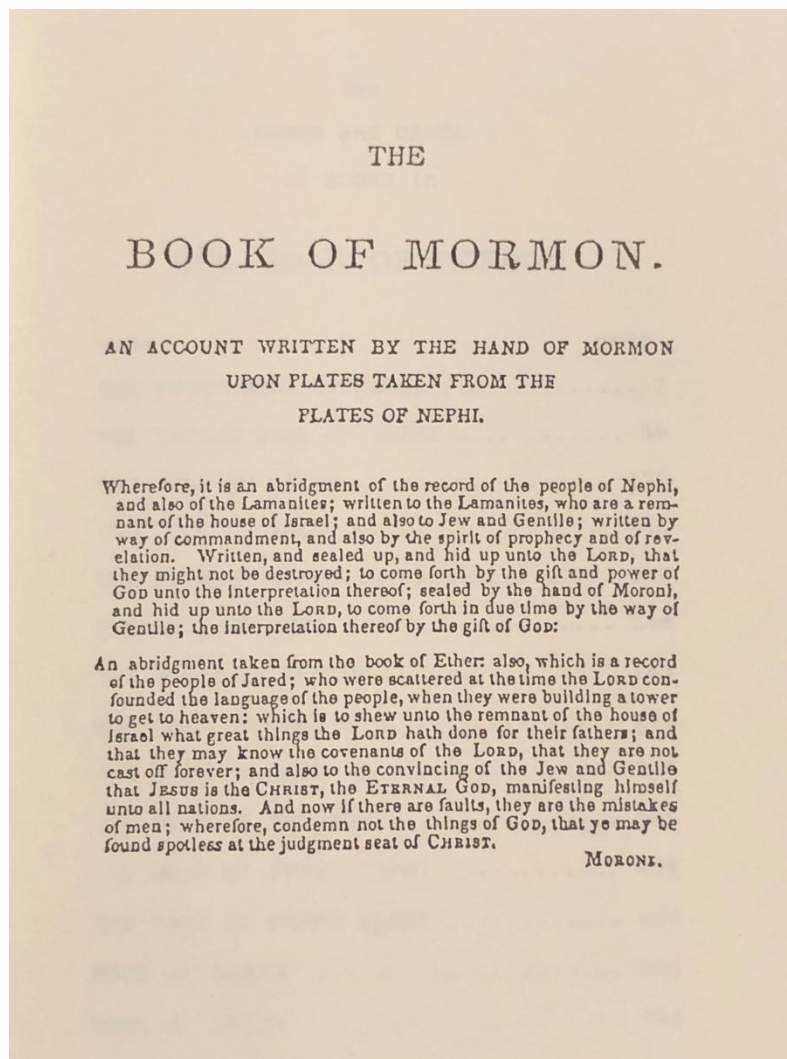 THE
BOOK OF MORMON.
AN ACCOUNT WRITTEN BY THE HAND OF MORMON
UPON PLATES TAKEN FROM THE
PLATES OF NEPHI.
Wherefore, it is an abridgment of the record of the people of Nephi,
and also of the Lamanites; written to the Lamanites, who are a rem-
nant of the house of Israel; and also to Jew and Gentile; written by
way of commandment, and also by the spirit of prophecy and of rev-
elation. Written, and sealed up, and hid up unto the LORD, that
they might not be destroyed; to come forth by the gift and power of
GOD unto the interpretation thereof; sealed by the hand of Moroni,
and hid up unto the LORD, to come forth in due time by the way of
Gentile; the interpretation thereof by the gift of GOD:
An abridgment taken from the book of Ether: also, which is a record
of the people of Jared; who were scattered at the time the LORD con-
founded the language of the people, when they were building a tower
to get to heaven: which is to shew unto the remnant of the house of
Israel what great things the LORD hath done for their fathers; and
that they may know the covenants of the LORD, that they are not
cast off forever; and also to the convincing of the Jew and Gentile
that JESUS is the CHRIST, the ETERNAL GOD, manifesting himself
unto all nations. And now if there are faults, they are the mistakes
of men; wherefore, condemn not the things of GOD, that ye may be
found spotless at the judgment seat of CHRIST.
MORONI.